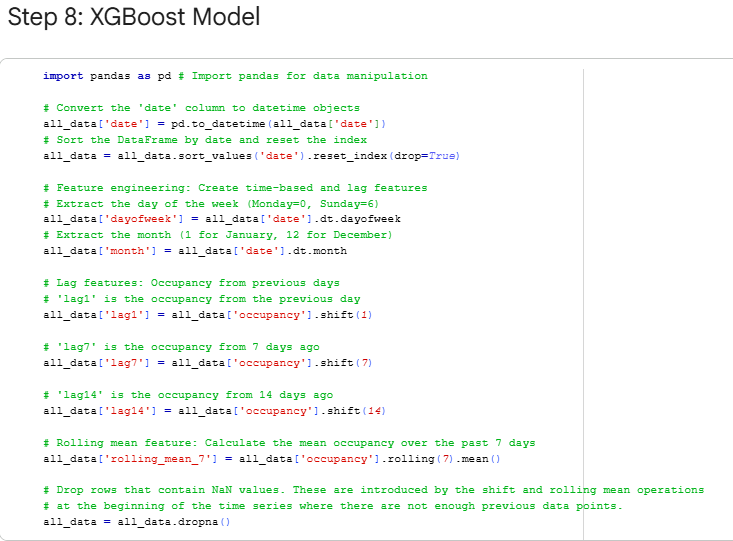 Step 8: XGBoost Model
import pandas as pd # Import pandas for data manipulation
# Convert the 'date' column to datetime objects
all_data['date'] = pd.to_datetime(all_data['date'])
# Sort the DataFrame by date and reset the index
all_data = all_data.sort_values('date').reset_index(drop=True)
# Feature engineering: Create time-based and lag features
# Extract the day of the week (Monday=0, Sunday=6)
all_data['dayofweek'] = all_data['date'].dt.dayofweek
# Extract the month (1 for January, 12 for December)
all_data['month'] = all_data['date'].dt.month
# Lag features: Occupancy from previous days
# 'lag1' is the occupancy from the previous day
all_data['lag1'] = all_data['occupancy'].shift(1)
# 'lag7' is the occupancy from 7 days ago
all_data['lag7'] = all_data['occupancy'].shift(7)
# 'lag14' is the occupancy from 14 days ago
all_data['lag14'] = all_data['occupancy'].shift(14)
# Rolling mean feature: Calculate the mean occupancy over the past 7 days
all_data['rolling_mean_7'] = all_data['occupancy'].rolling(7).mean()
# Drop rows that contain NaN values. These are introduced by the shift and rolling mean operations
# at the beginning of the time series where there are not enough previous data points.
all_data = all_data.dropna()